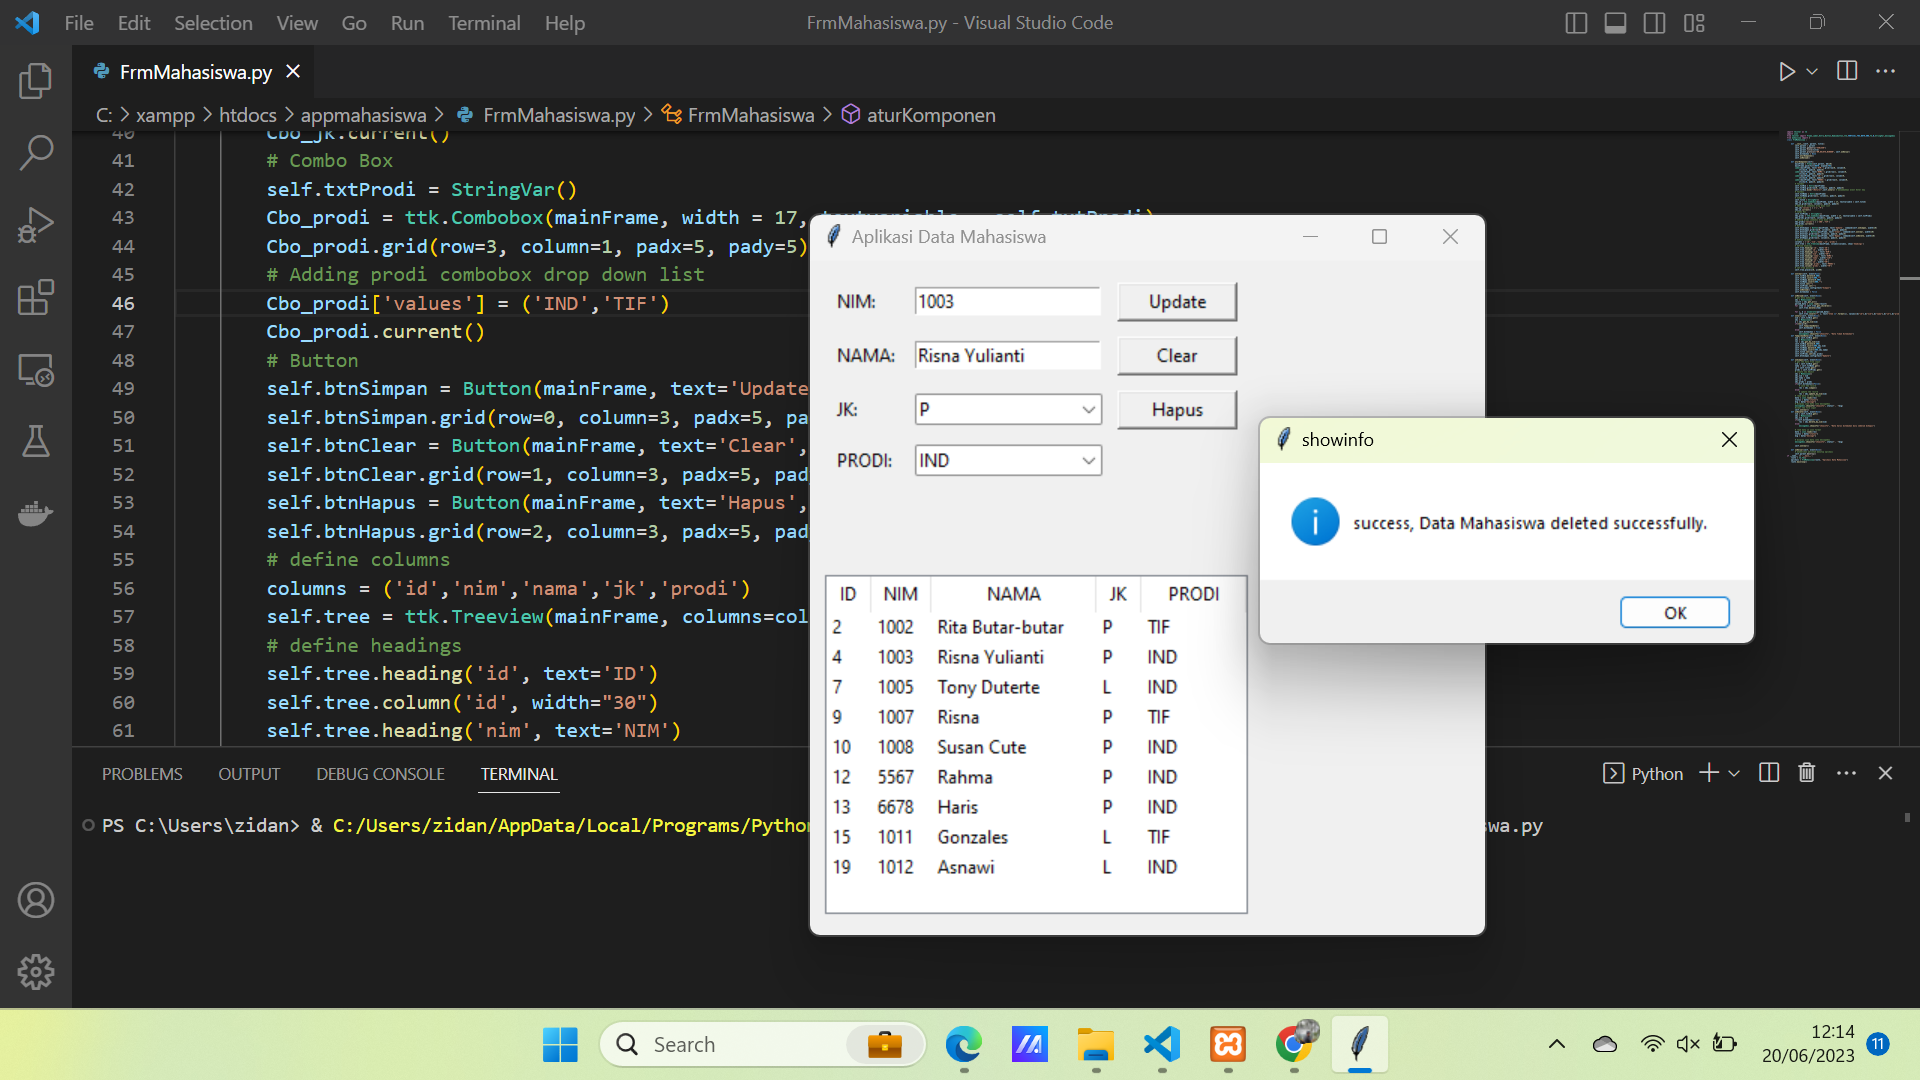 File Edit Selection View Go Run Terminal Help
FrmMahasiswa.py - Visual Studio Code
FrmMahasiswa.py
C: > xampp > htdocs > appmahasiswa > FrmMahasiswa.py > FrmMahasiswa > aturKomponen
40 Cbo_jk.current()
41 # Combo Box
42 self.txtProdi = StringVar()
43 Cbo_prodi = ttk.Combobox(mainFrame, width = 17, textvariable = self.txtProdi)
44 Cbo_prodi.grid(row=3, column=1, padx=5, pady=5)
45 # Adding prodi combobox drop down list
46 Cbo_prodi['values'] = ('IND','TIF')
47 Cbo_prodi.current()
48 # Button
49 self.btnSimpan = Button(mainFrame, text='Update
50 self.btnSimpan.grid(row=0, column=3, padx=5, pa
51 self.btnClear = Button(mainFrame, text='Clear',
52 self.btnClear.grid(row=1, column=3, padx=5, pad
53 self.btnHapus = Button(mainFrame, text='Hapus',
54 self.btnHapus.grid(row=2, column=3, padx=5, pad
55 # define columns
56 columns = ('id','nim','nama','jk','prodi')
57 self.tree = ttk.Treeview(mainFrame, columns=col
58 # define headings
59 self.tree.heading('id', text='ID')
60 self.tree.column('id', width="30")
61 self.tree.heading('nim', text='NIM')
Aplikasi Data Mahasiswa
NIM: 1003 Update
NAMA: Risna Yulianti Clear
JK: P Hapus
PRODI: IND
ID NIM NAMA JK PRODI
2 1002 Rita Butar-butar P TIF
4 1003 Risna Yulianti P IND
7 1005 Tony Duterte L IND
9 1007 Risna P TIF
10 1008 Susan Cute P IND
12 5567 Rahma P IND
13 6678 Haris P IND
15 1011 Gonzales L TIF
19 1012 Asnawi L IND
showinfo
success, Data Mahasiswa deleted successfully.
OK
PROBLEMS OUTPUT DEBUG CONSOLE TERMINAL
Python
PS C:\Users\zidan> & C:/Users/zidan/AppData/Local/Programs/Python
swa.py
Search
12:14
20/06/2023
11